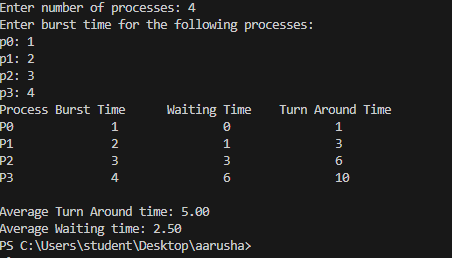 Enter number of processes: 4
Enter burst time for the following processes:
p0: 1
p1: 2
p2: 3
p3: 4
Process Burst Time Waiting Time Turn Around Time
P0 1 0 1
P1 2 1 3
P2 3 3 6
P3 4 6 10
Average Turn Around time: 5.00
Average Waiting time: 2.50
PS C:\Users\student\Desktop\aarusha>